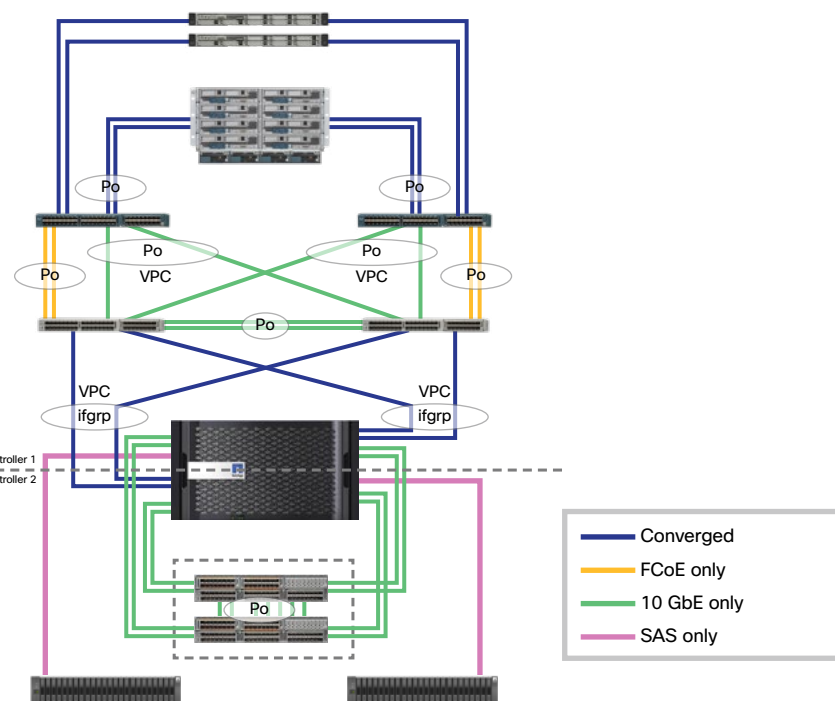 Po
Po
Po
Po
VPC
VPC
Po
Po
Po
VPC
VPC
ifgrp
ifgrp
troller 1
troller 2
Po
Converged
FCoE only
10 GbE only
SAS only